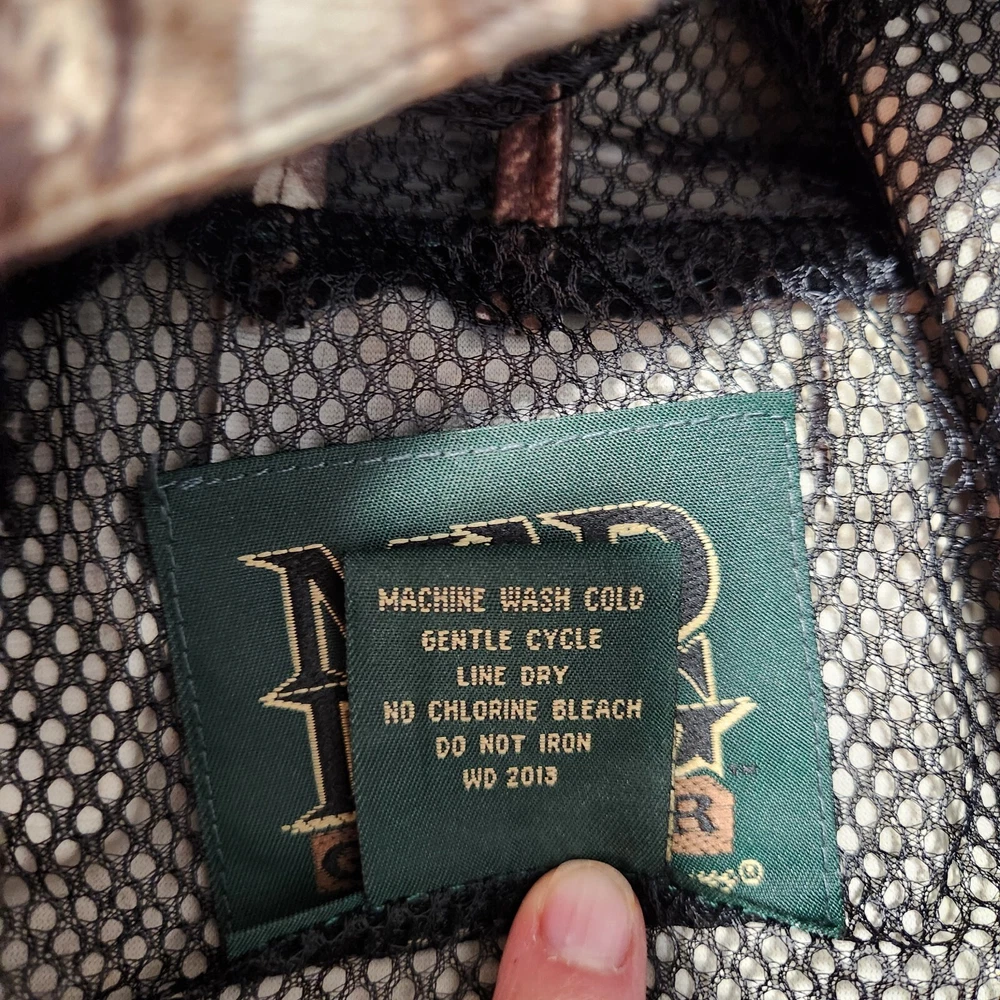 MACHINE WASH COLD
GENTLE CYCLE
LINE DRY
NO CHLORINE BLEACH
DO NOT IRON
WD 2013